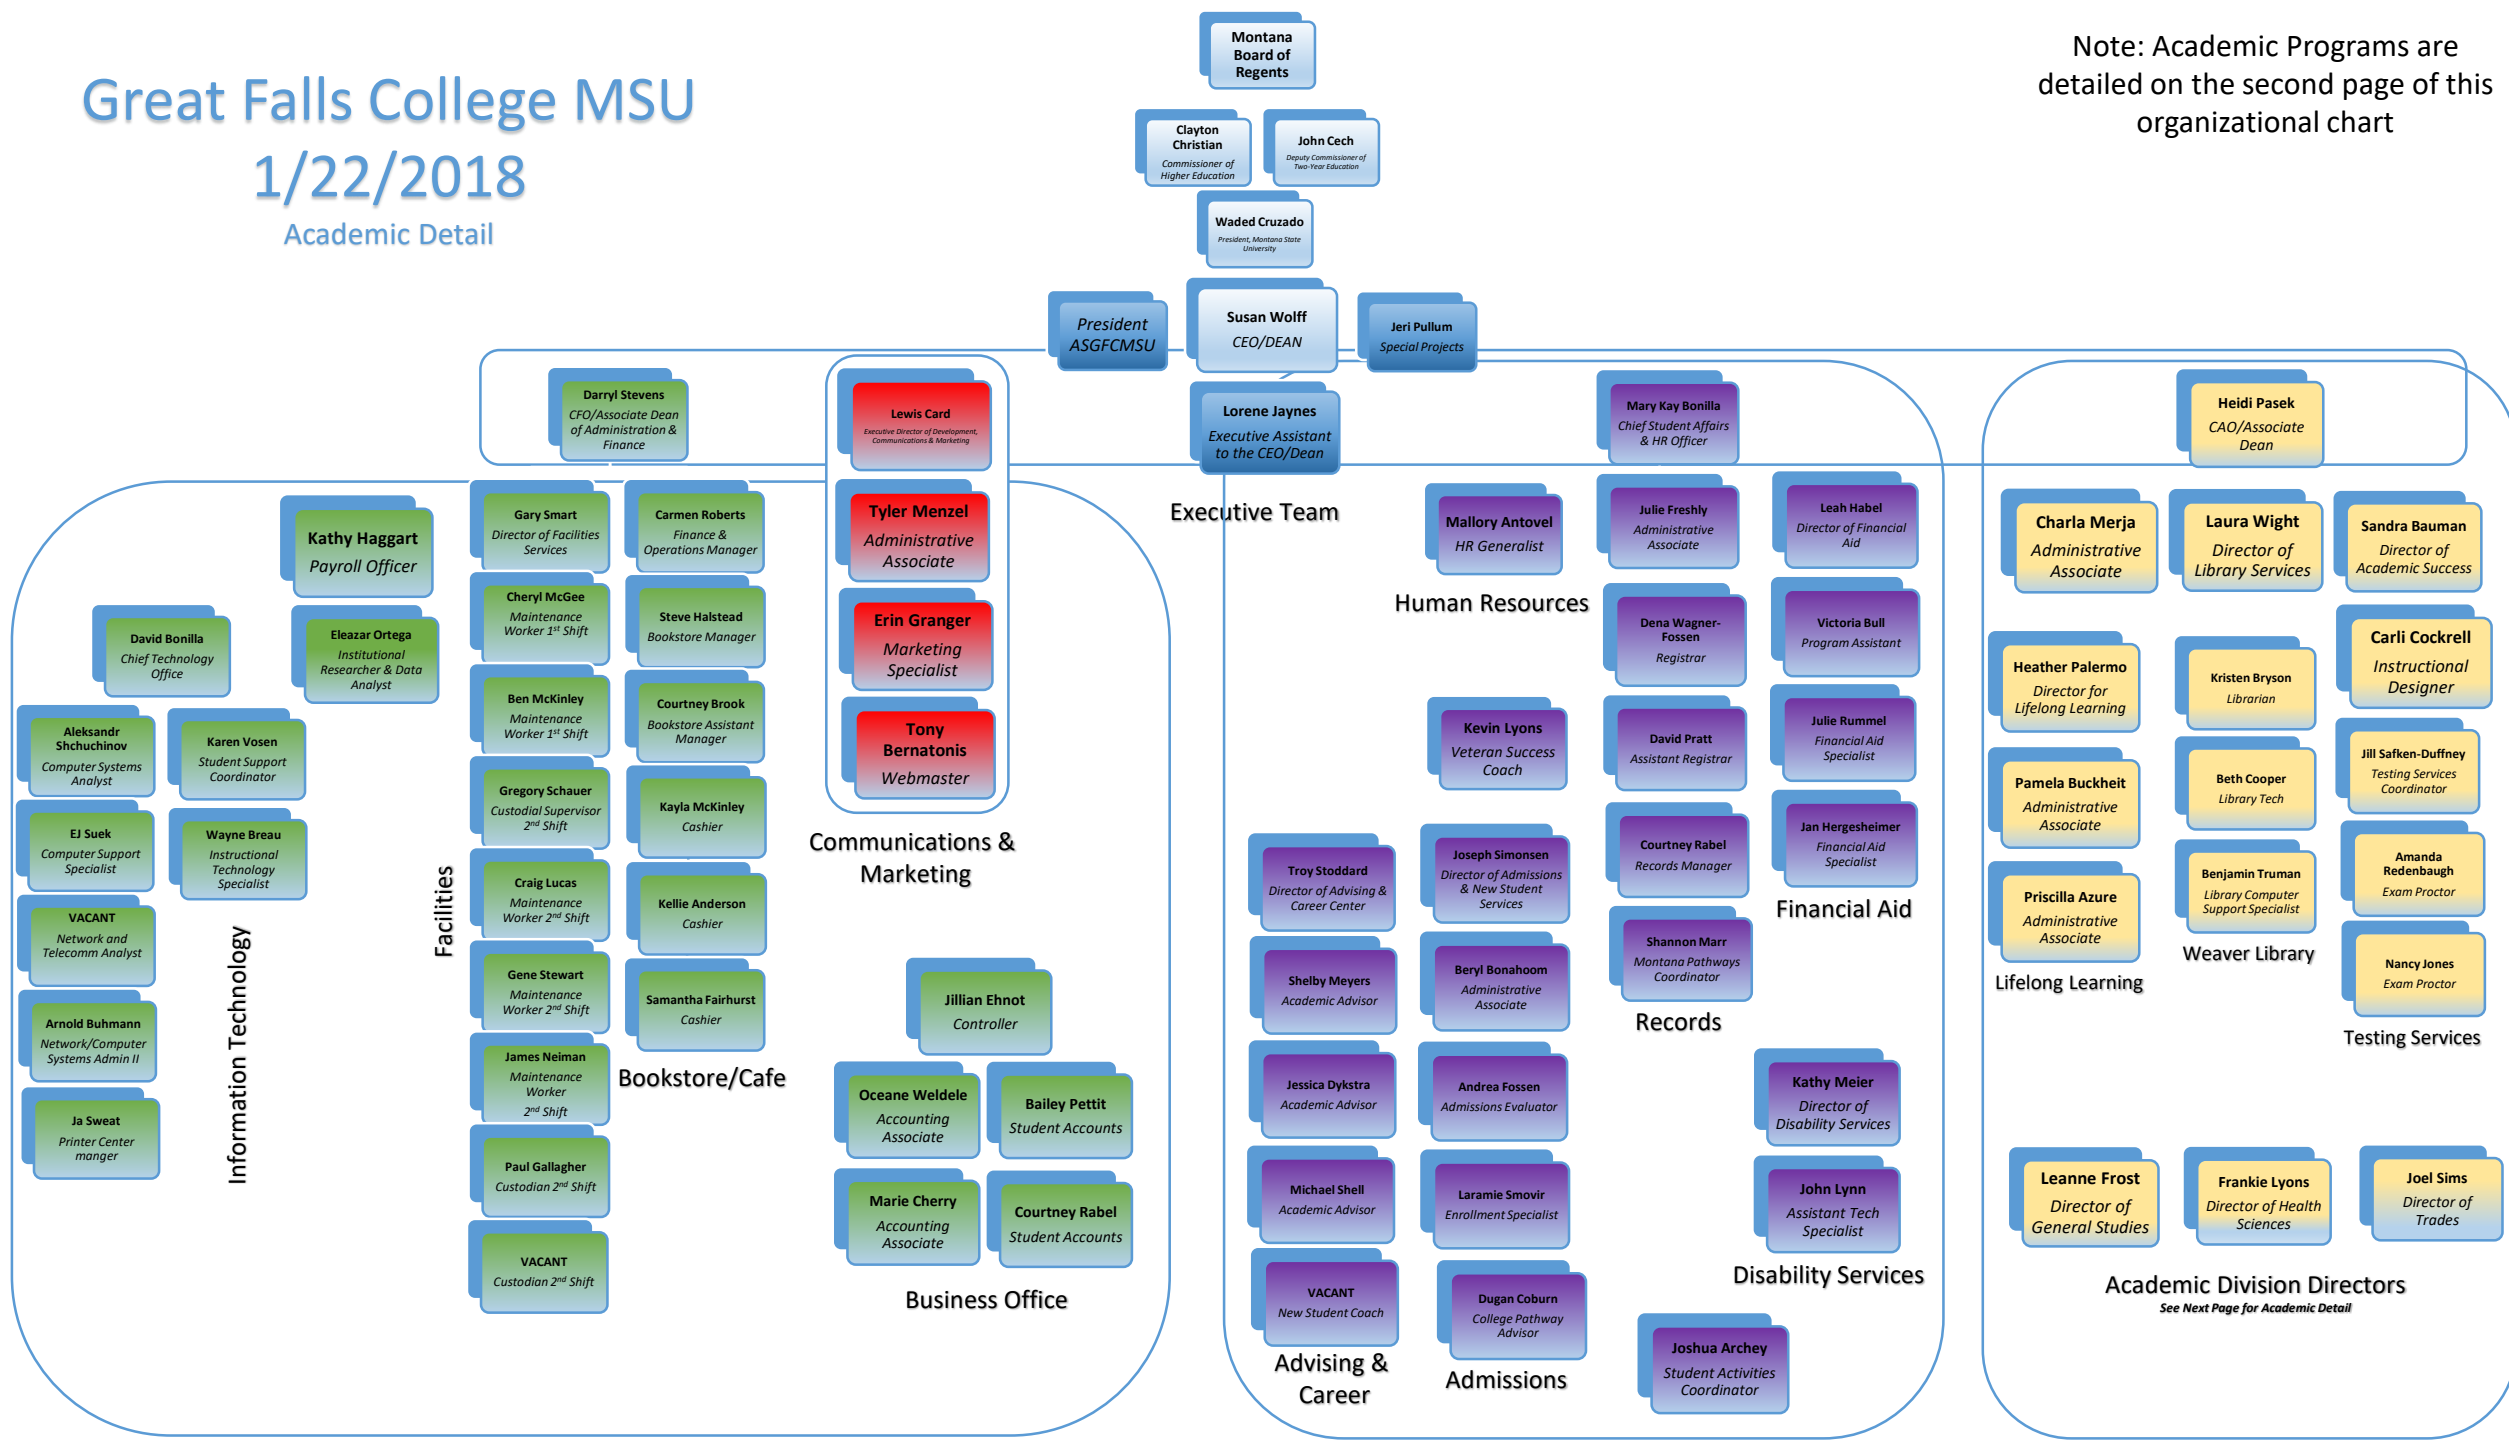 Great Falls College MSU
1/22/2018
Academic Detail
Note: Academic Programs are
detailed on the second page of this
organizational chart
Montana
Board of
Regents
Clayton
Christian
Commissioner of
Higher Education
John Cech
Deputy Commissioner of
Two-Year Education
Waded Cruzado
President, Montana State
University
President
ASGFCMSU
Susan Wolff
CEO/DEAN
Jeri Pullum
Special Projects
Darryl Stevens
CFO/Associate Dean
of Administration &
Finance
Lewis Card
Executive Director of Development,
Communications & Marketing
Lorene Jaynes
Executive Assistant
to the CEO/Dean
Mary Kay Bonilla
Chief Student Affairs
& HR Officer
Heidi Pasek
CAO/Associate
Dean
Executive Team
Kathy Haggart
Payroll Officer
David Bonilla
Chief Technology
Office
Eleazar Ortega
Institutional
Researcher & Data
Analyst
Aleksandr
Shchuchinov
Computer Systems
Analyst
Karen Vosen
Student Support
Coordinator
EJ Suek
Computer Support
Specialist
Wayne Breau
Instructional
Technology
Specialist
VACANT
Network and
Telecomm Analyst
Arnold Buhmann
Network/Computer
Systems Admin II
Ja Sweat
Printer Center
manger
Information Technology
Gary Smart
Director of Facilities
Services
Cheryl McGee
Maintenance
Worker 1st Shift
Ben McKinley
Maintenance
Worker 1st Shift
Gregory Schauer
Custodial Supervisor
2nd Shift
Craig Lucas
Maintenance
Worker 2nd Shift
Gene Stewart
Maintenance
Worker 2nd Shift
James Neiman
Maintenance
Worker
2nd Shift
Paul Gallagher
Custodian 2nd Shift
VACANT
Custodian 2nd Shift
Facilities
Carmen Roberts
Finance &
Operations Manager
Steve Halstead
Bookstore Manager
Courtney Brook
Bookstore Assistant
Manager
Kayla McKinley
Cashier
Kellie Anderson
Cashier
Samantha Fairhurst
Cashier
Bookstore/Cafe
Tyler Menzel
Administrative
Associate
Erin Granger
Marketing
Specialist
Tony
Bernatonis
Webmaster
Communications &
Marketing
Jillian Ehnot
Controller
Oceane Weldele
Accounting
Associate
Bailey Pettit
Student Accounts
Marie Cherry
Accounting
Associate
Courtney Rabel
Student Accounts
Business Office
Mallory Antovel
HR Generalist
Human Resources
Julie Freshly
Administrative
Associate
Leah Habel
Director of Financial
Aid
Dena Wagner-
Fossen
Registrar
Victoria Bull
Program Assistant
Kevin Lyons
Veteran Success
Coach
David Pratt
Assistant Registrar
Julie Rummel
Financial Aid
Specialist
Courtney Rabel
Records Manager
Jan Hergesheimer
Financial Aid
Specialist
Financial Aid
Shannon Marr
Montana Pathways
Coordinator
Records
Troy Stoddard
Director of Advising &
Career Center
Shelby Meyers
Academic Advisor
Jessica Dykstra
Academic Advisor
Michael Shell
Academic Advisor
VACANT
New Student Coach
Advising &
Career
Joseph Simonsen
Director of Admissions
& New Student
Services
Beryl Bonahoom
Administrative
Associate
Andrea Fossen
Admissions Evaluator
Laramie Smovir
Enrollment Specialist
Dugan Coburn
College Pathway
Advisor
Admissions
Kathy Meier
Director of
Disability Services
John Lynn
Assistant Tech
Specialist
Disability Services
Joshua Archey
Student Activities
Coordinator
Charla Merja
Administrative
Associate
Laura Wight
Director of
Library Services
Sandra Bauman
Director of
Academic Success
Heather Palermo
Director for
Lifelong Learning
Pamela Buckheit
Administrative
Associate
Priscilla Azure
Administrative
Associate
Lifelong Learning
Kristen Bryson
Librarian
Beth Cooper
Library Tech
Benjamin Truman
Library Computer
Support Specialist
Weaver Library
Carli Cockrell
Instructional
Designer
Jill Safken-Duffney
Testing Services
Coordinator
Amanda
Redenbaugh
Exam Proctor
Nancy Jones
Exam Proctor
Testing Services
Leanne Frost
Director of
General Studies
Frankie Lyons
Director of Health
Sciences
Joel Sims
Director of
Trades
Academic Division Directors
See Next Page for Academic Detail